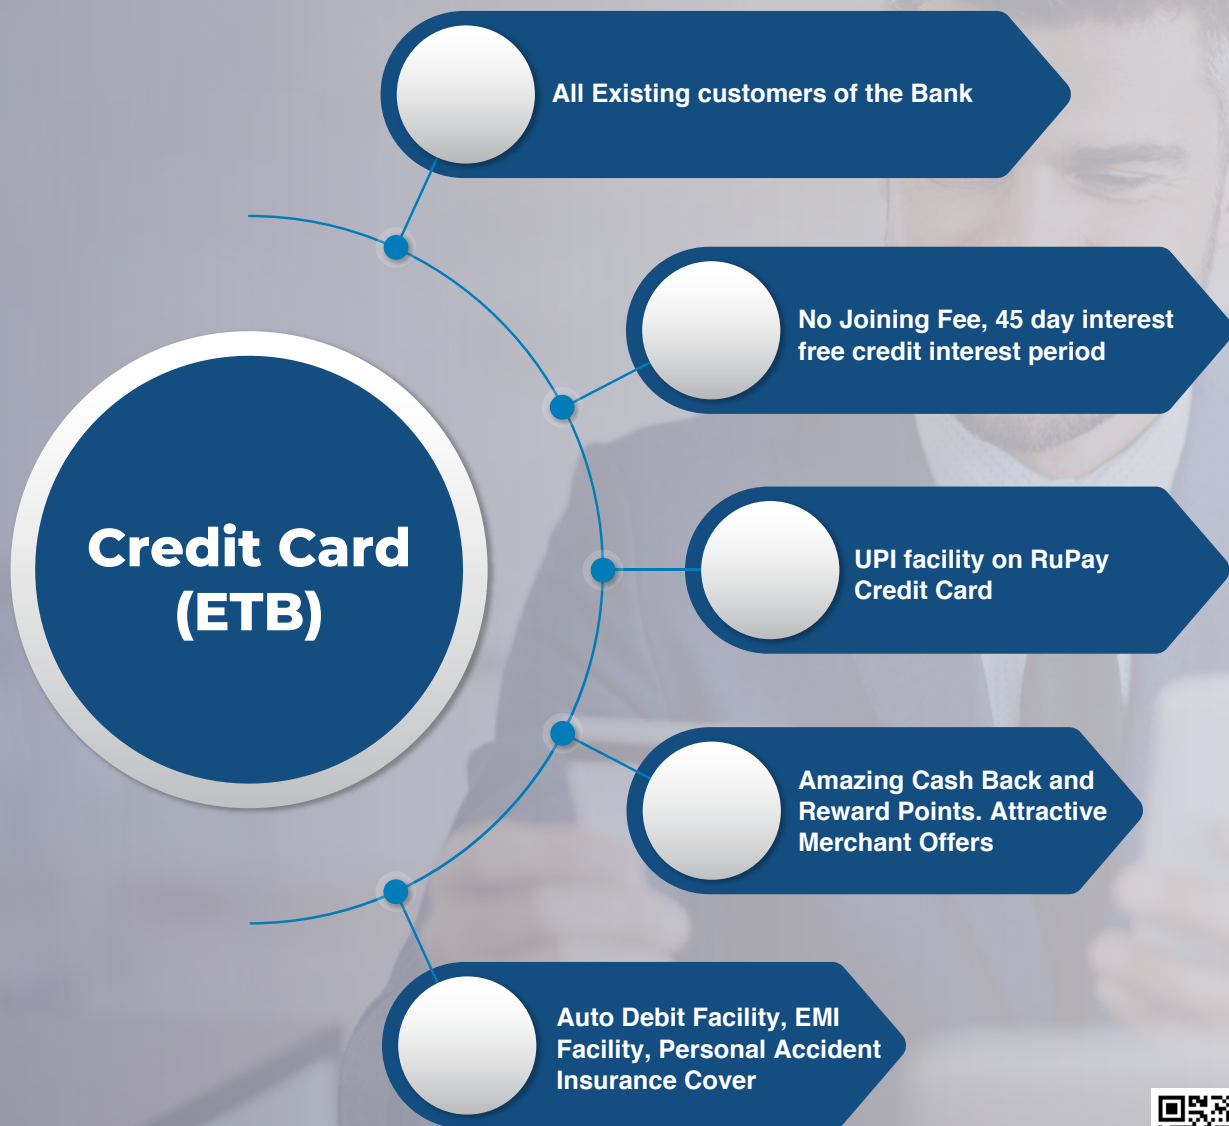 All Existing customers of the Bank
No Joining Fee, 45 day interest
free credit interest period
Credit Card
(ETB)
UPI facility on RuPay
Credit Card
Amazing Cash Back and
Reward Points. Attractive
Merchant Offers
Auto Debit Facility, EMI
Facility, Personal Accident
Insurance Cover